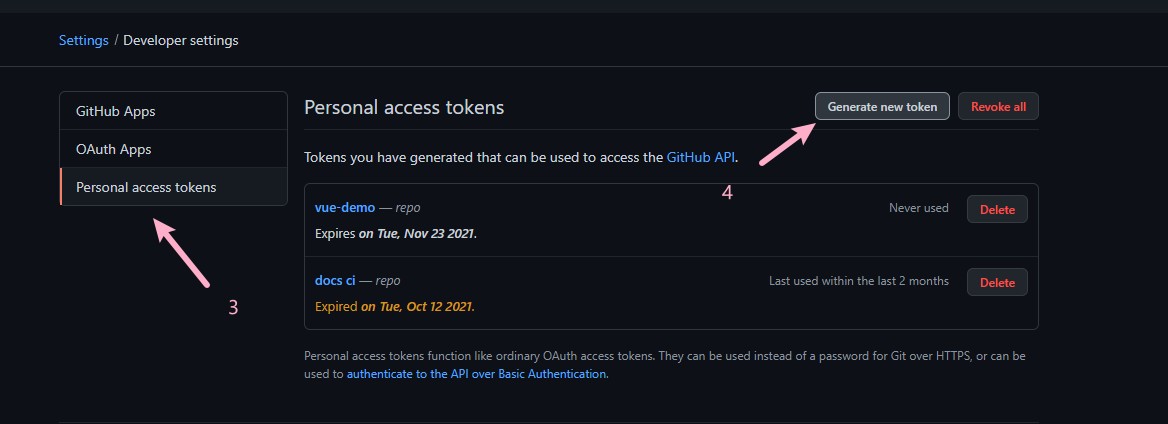 Settings / Developer settings
GitHub Apps
OAuth Apps
Personal access tokens
3
Personal access tokens
Generate new token
Revoke all
4
Tokens you have generated that can be used to access the GitHub API.
vue-demo — repo
Never used
Delete
Expires on Tue, Nov 23 2021.
docs ci — repo
Last used within the last 2 months
Delete
Expired on Tue, Oct 12 2021.
Personal access tokens function like ordinary OAuth access tokens. They can be used instead of a password for Git over HTTPS, or can be
used to authenticate to the API over Basic Authentication.